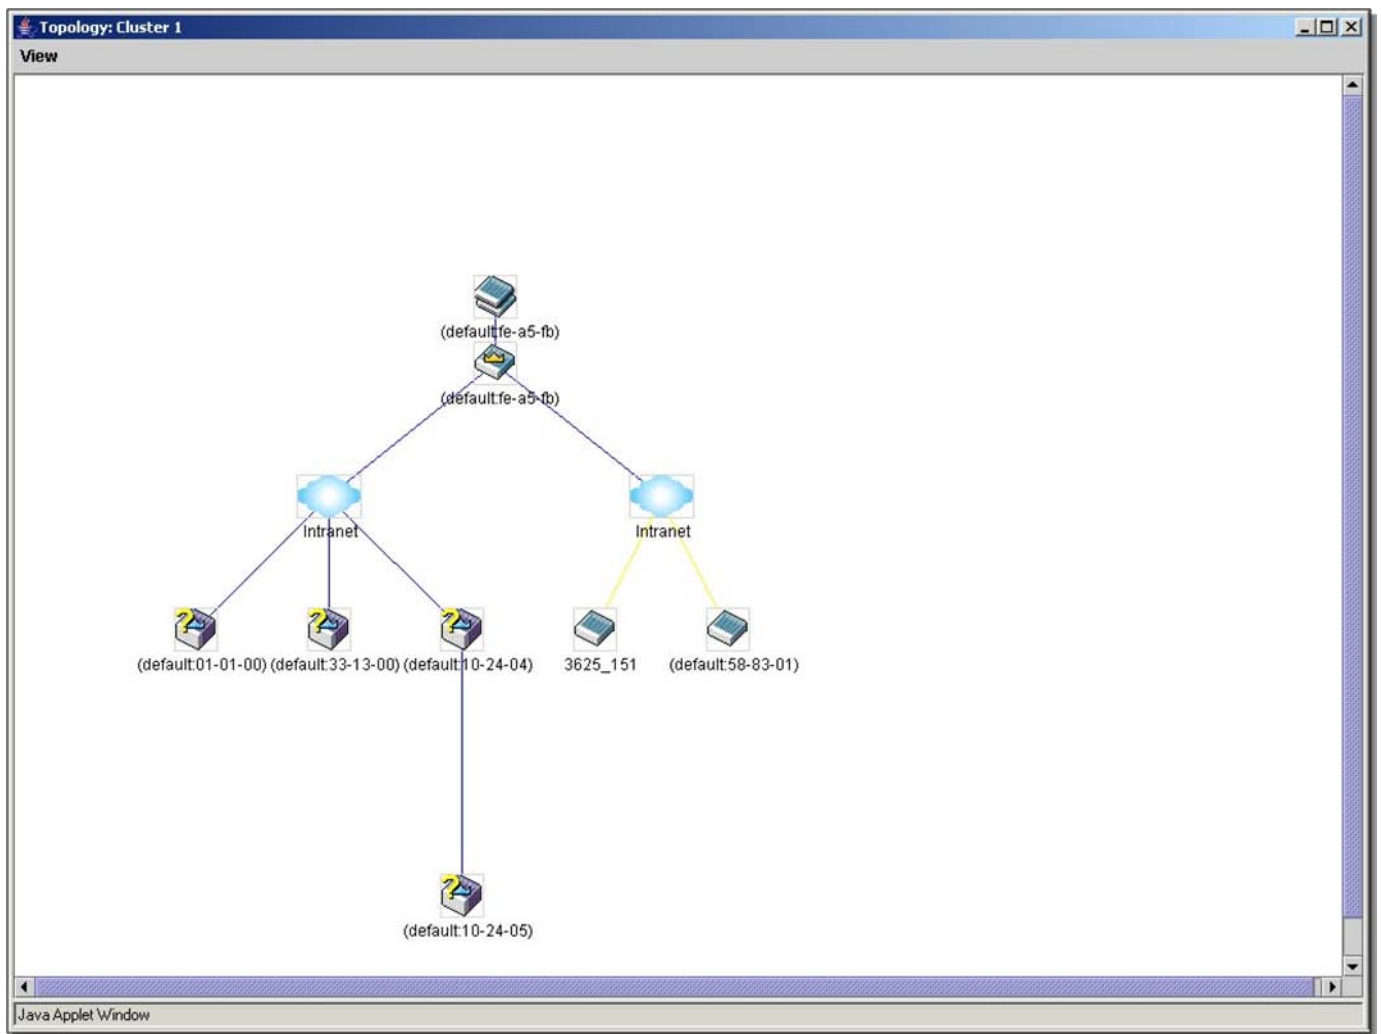 Topology: Cluster 1
View
(default:fe-a5-fb)
(default:fe-a5-fb)
Intranet Intranet
(default:01-01-00) (default:33-13-00) (default:10-24-04) 3625_151 (default:58-83-01)
(default:10-24-05)
Java Applet Window